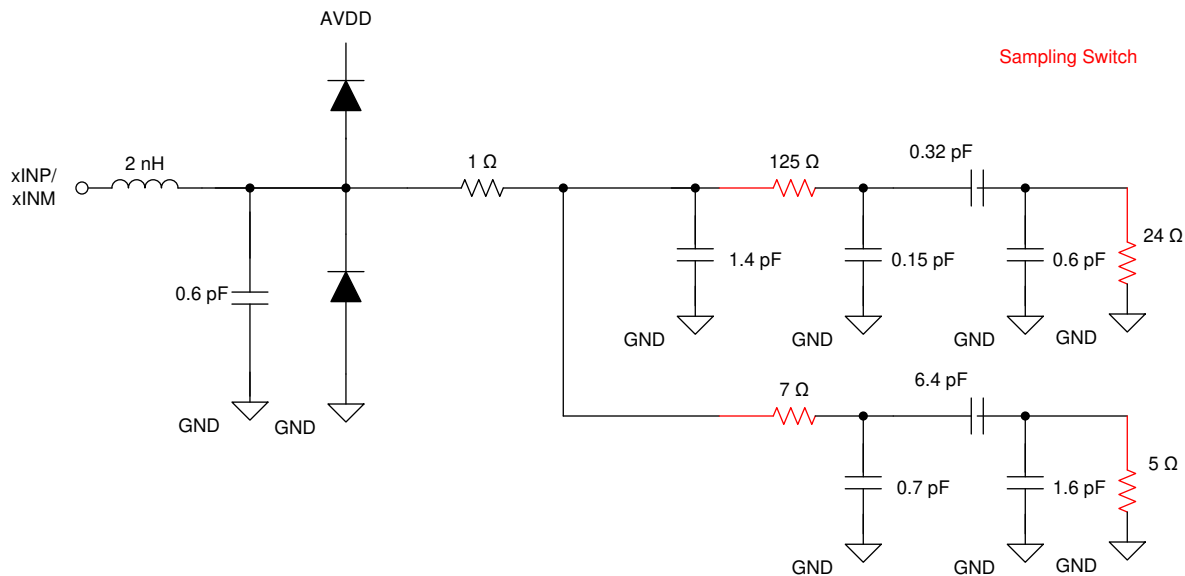 AVDD
Sampling Switch
xINP/
xINM
2 nH
1 Ω
125 Ω
0.32 pF
24 Ω
0.6 pF
1.4 pF
0.15 pF
0.6 pF
GND
GND
GND
GND
7 Ω
6.4 pF
GND
GND
5 Ω
0.7 pF
1.6 pF
GND
GND
GND